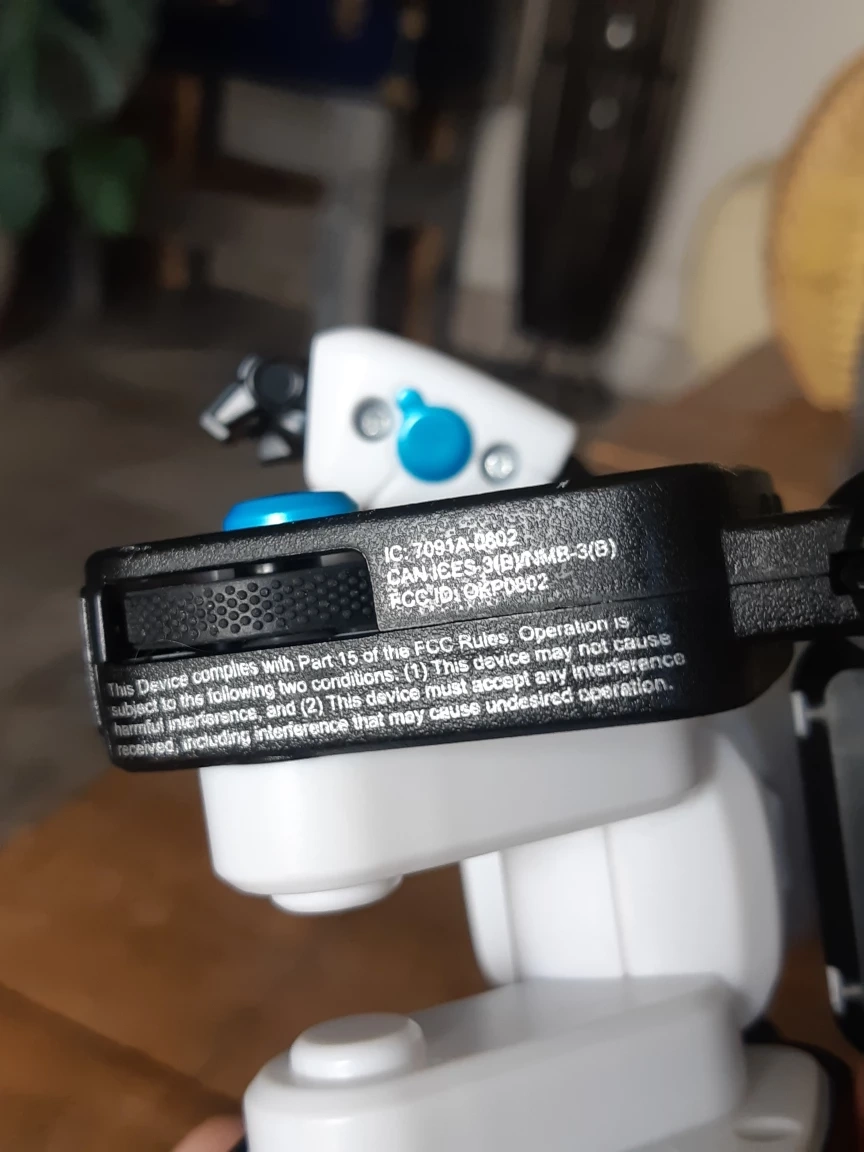 IC: 7091A-0602
CAN ICES-3(B)/NMB-3(B)
FCC ID: OKP0602
This Device complies with Part 15 of the FCC Rules. Operation is
subject to the following two conditions: (1) This device may not cause
harmful interference, and (2) This device must accept any interference
received, including interference that may cause undesired operation.